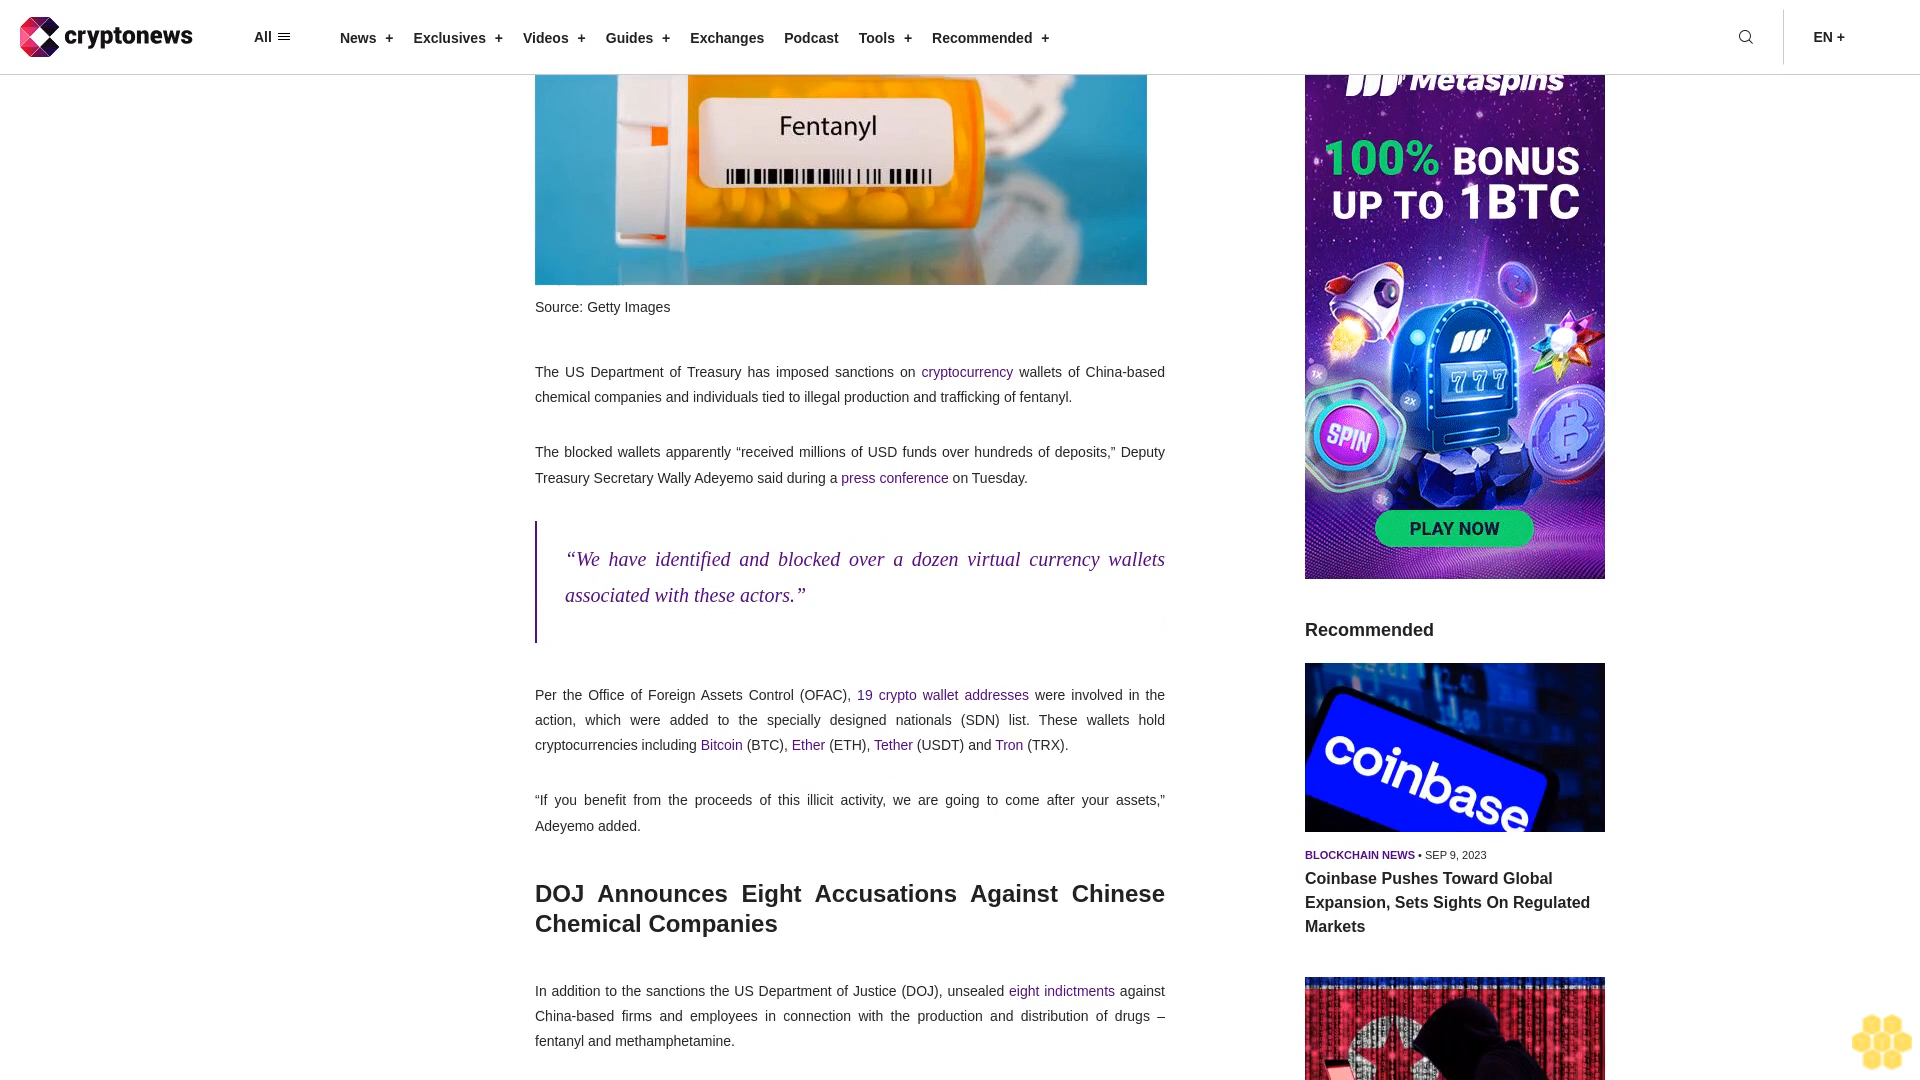 cryptonews
All
News +
Exclusives +
Videos +
Guides +
Exchanges
Podcast
Tools +
Recommended +
EN +
Fentanyl
Source: Getty Images
The US Department of Treasury has imposed sanctions on cryptocurrency wallets of China-based
chemical companies and individuals tied to illegal production and trafficking of fentanyl.
The blocked wallets apparently “received millions of USD funds over hundreds of deposits,” Deputy
Treasury Secretary Wally Adeyemo said during a press conference on Tuesday.
“We have identified and blocked over a dozen virtual currency wallets
associated with these actors.”
Per the Office of Foreign Assets Control (OFAC), 19 crypto wallet addresses were involved in the
action, which were added to the specially designed nationals (SDN) list. These wallets hold
cryptocurrencies including Bitcoin (BTC), Ether (ETH), Tether (USDT) and Tron (TRX).
“If you benefit from the proceeds of this illicit activity, we are going to come after your assets,”
Adeyemo added.
DOJ Announces Eight Accusations Against Chinese
Chemical Companies
In addition to the sanctions the US Department of Justice (DOJ), unsealed eight indictments against
China-based firms and employees in connection with the production and distribution of drugs –
fentanyl and methamphetamine.
Metaspins
100% BONUS
UP TO 1BTC
1X
777
2X
SPIN
3X
PLAY NOW
Recommended
coinbase
BLOCKCHAIN NEWS • SEP 9, 2023
Coinbase Pushes Toward Global
Expansion, Sets Sights On Regulated
Markets